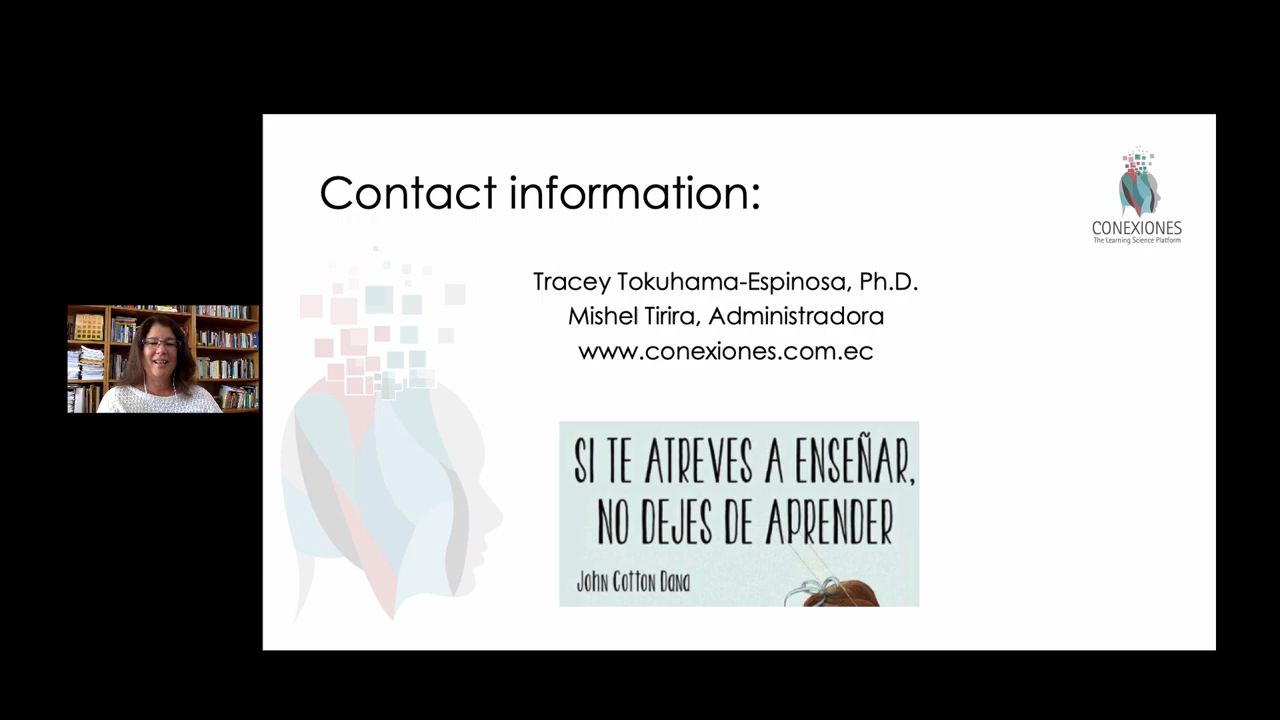 Contact information:
CONEXIONES
The Learning Science Platform
Tracey Tokuhama-Espinosa, Ph.D.
Mishel Tirira, Administradora
www.conexiones.com.ec
SI TE ATREVES A ENSEÑAR,
NO DEJES DE APRENDER
John Cotton Dana